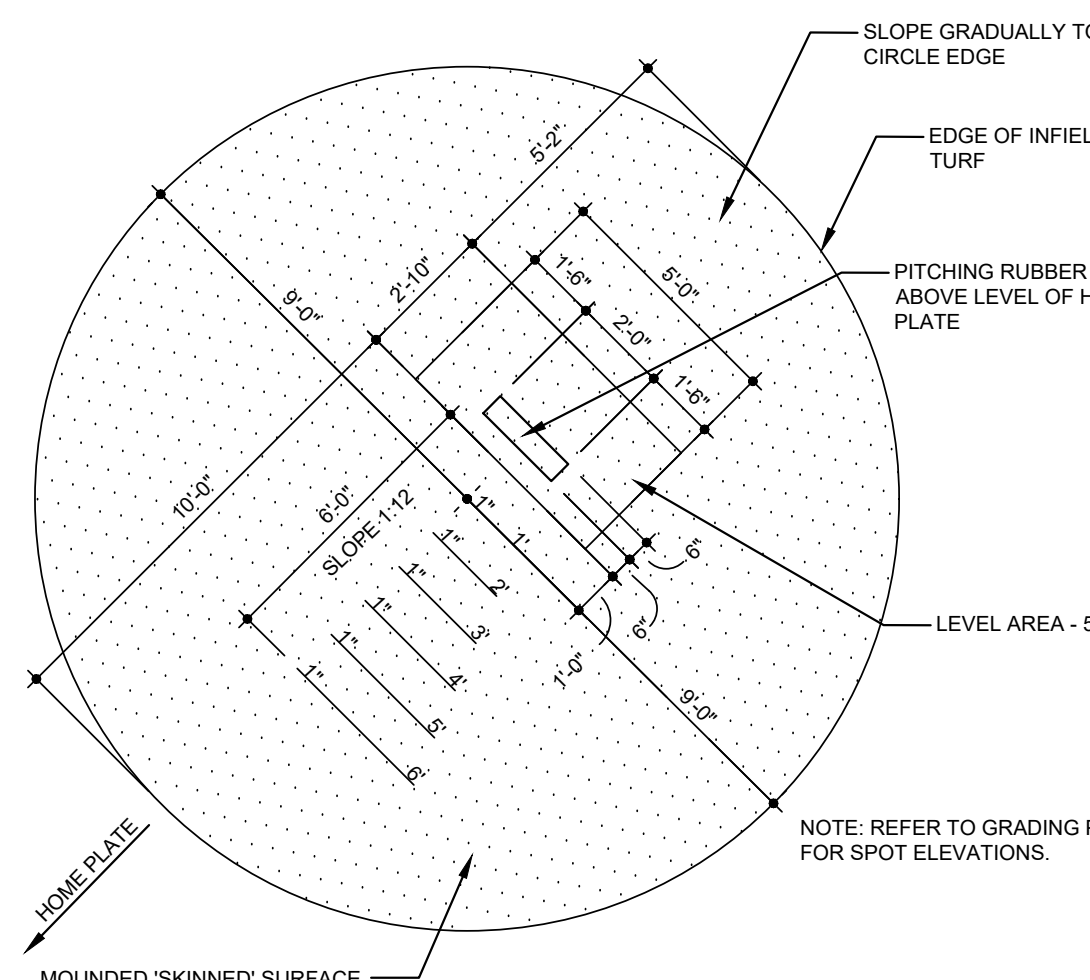 SLOPE GRADUALLY TO
CIRCLE EDGE
EDGE OF INFIEL
TURF
PITCHING RUBBER
ABOVE LEVEL OF H
PLATE
LEVEL AREA - 5
NOTE: REFER TO GRADING P
FOR SPOT ELEVATIONS.
MOUNDED 'SKINNED' SURFACE
HOME PLATE
5'-2"
2'-10"
10'-0"
9'-0"
6'-0"
SLOPE 1:12
1'-6"
2'-0"
1'-6"
5'-0"
6"
6"
1'-0"
9'-0"
1"
1'
1"
2'
1"
3'
1"
4'
1"
5'
1"
6'